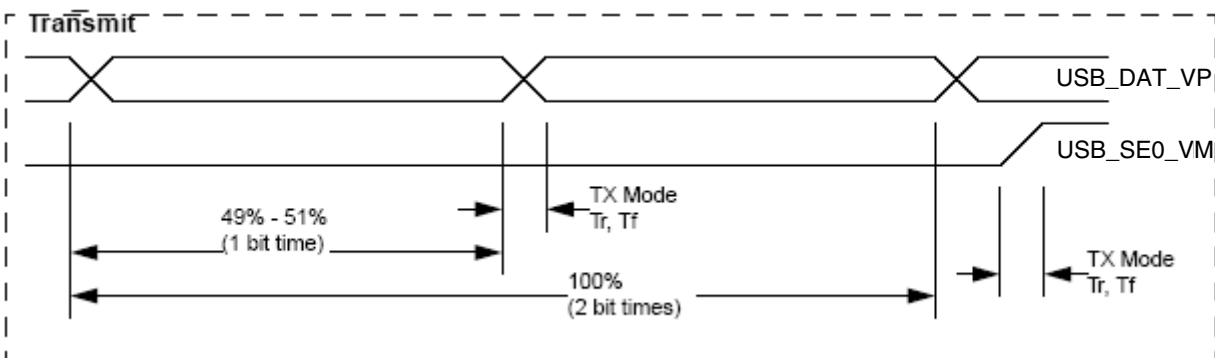 Transmit
USB_DAT_VP
USB_SE0_VM
TX Mode
Tr, Tf
49% - 51%
(1 bit time)
TX Mode
Tr, Tf
100%
(2 bit times)